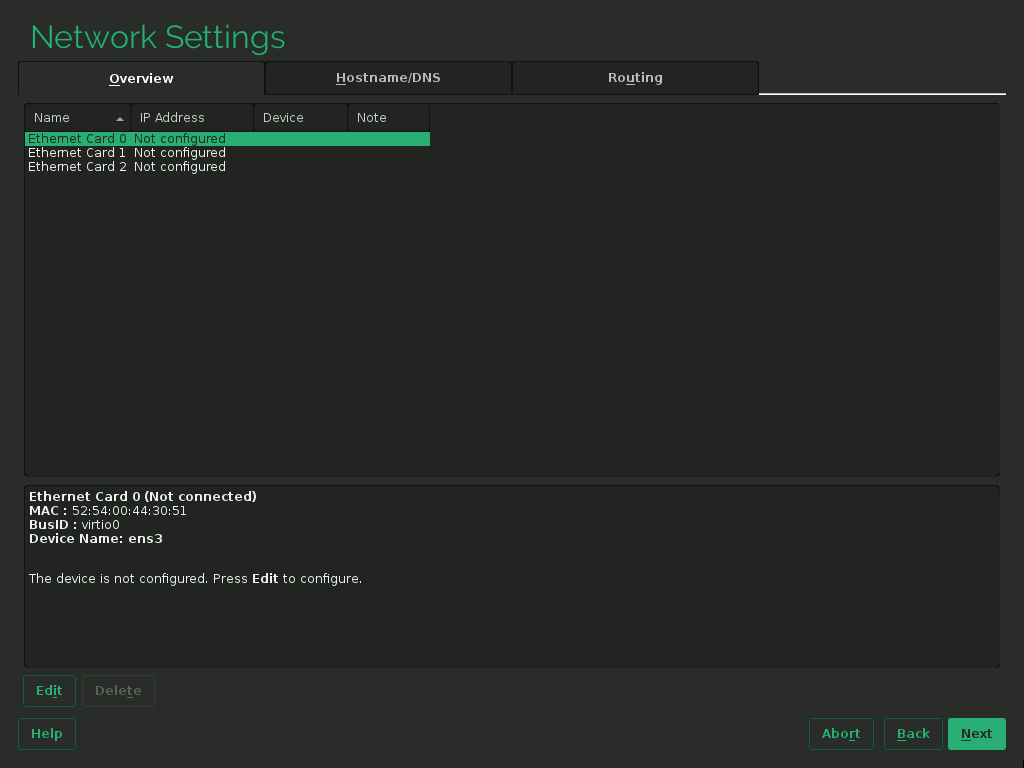 Network Settings
Overview Hostname/DNS Routing
Name IP Address Device Note
Ethernet Card 0 Not configured
Ethernet Card 1 Not configured
Ethernet Card 2 Not configured
Ethernet Card 0 (Not connected)
MAC : 52:54:00:44:30:51
BusID : virtio0
Device Name: ens3
The device is not configured. Press Edit to configure.
Edit Delete
Help Abort Back Next